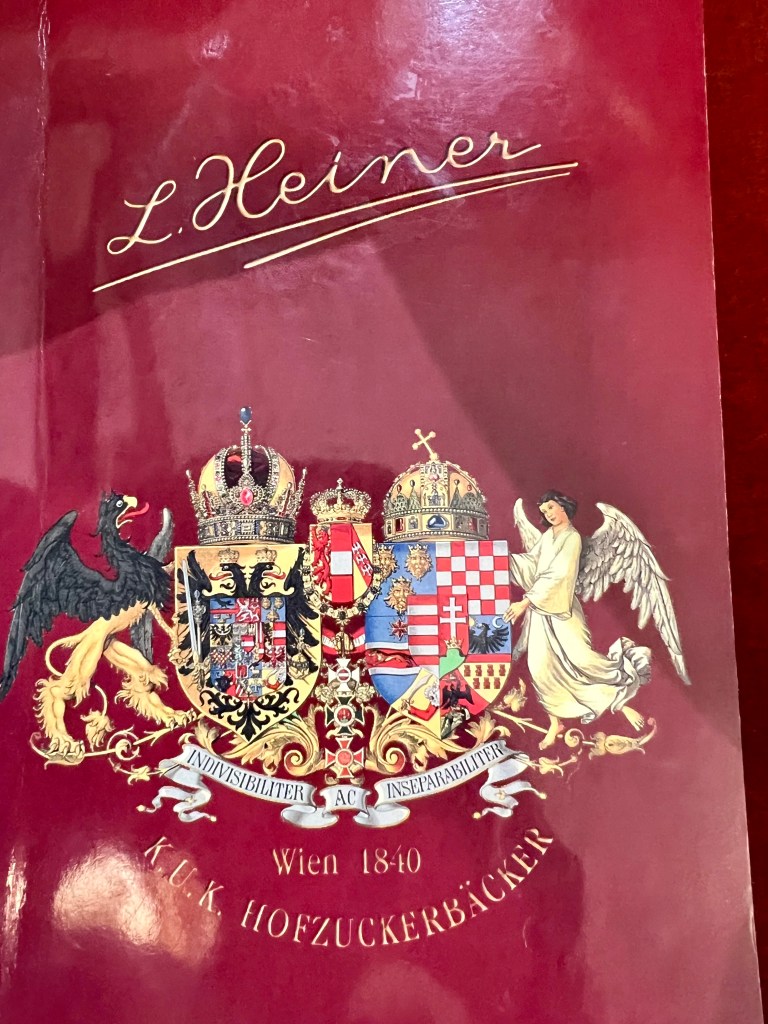 L. Heiner
INDIVISIBILITER AC INSEPARABILITER
Wien 1840
K.U.K. HOFZUCKERBÄCKER